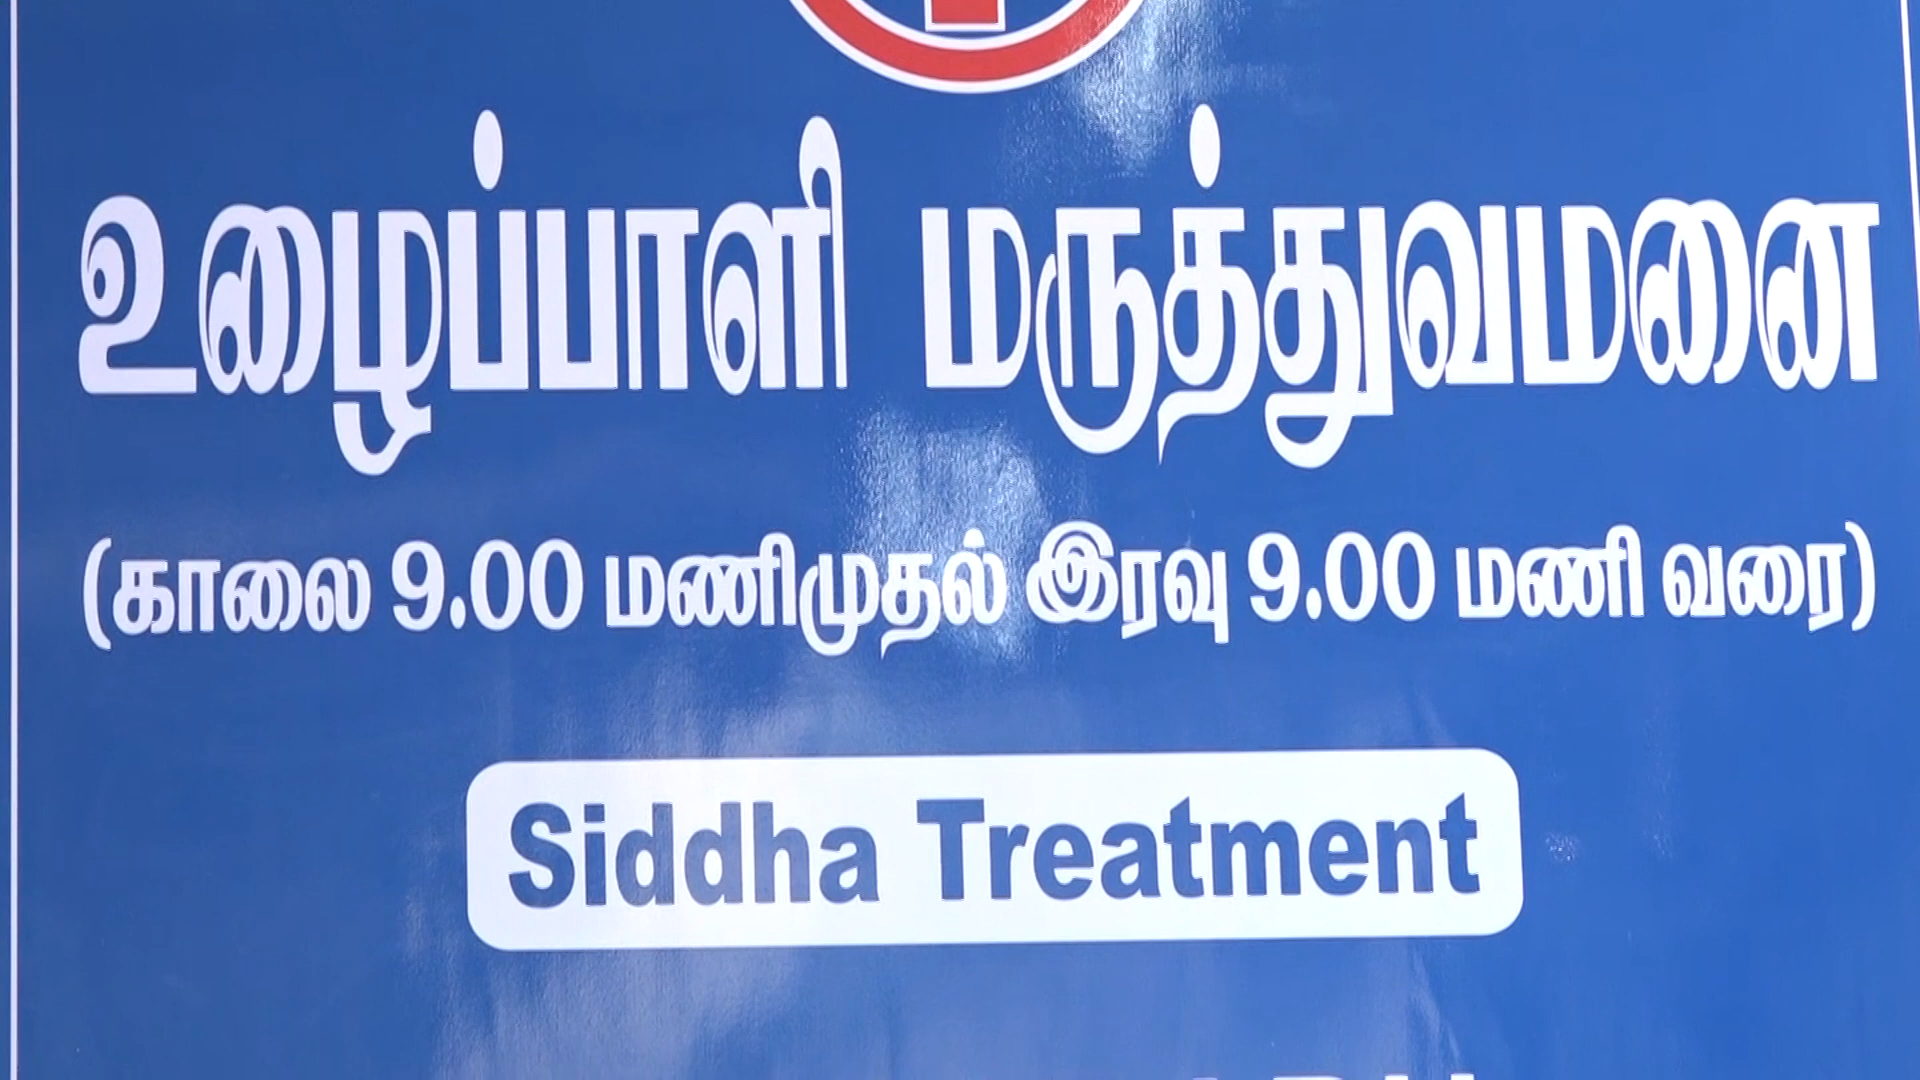 உழைப்பாளி மருத்துவமனை
(காலை 9.00 மணிமுதல் இரவு 9.00 மணி வரை)
Siddha Treatment